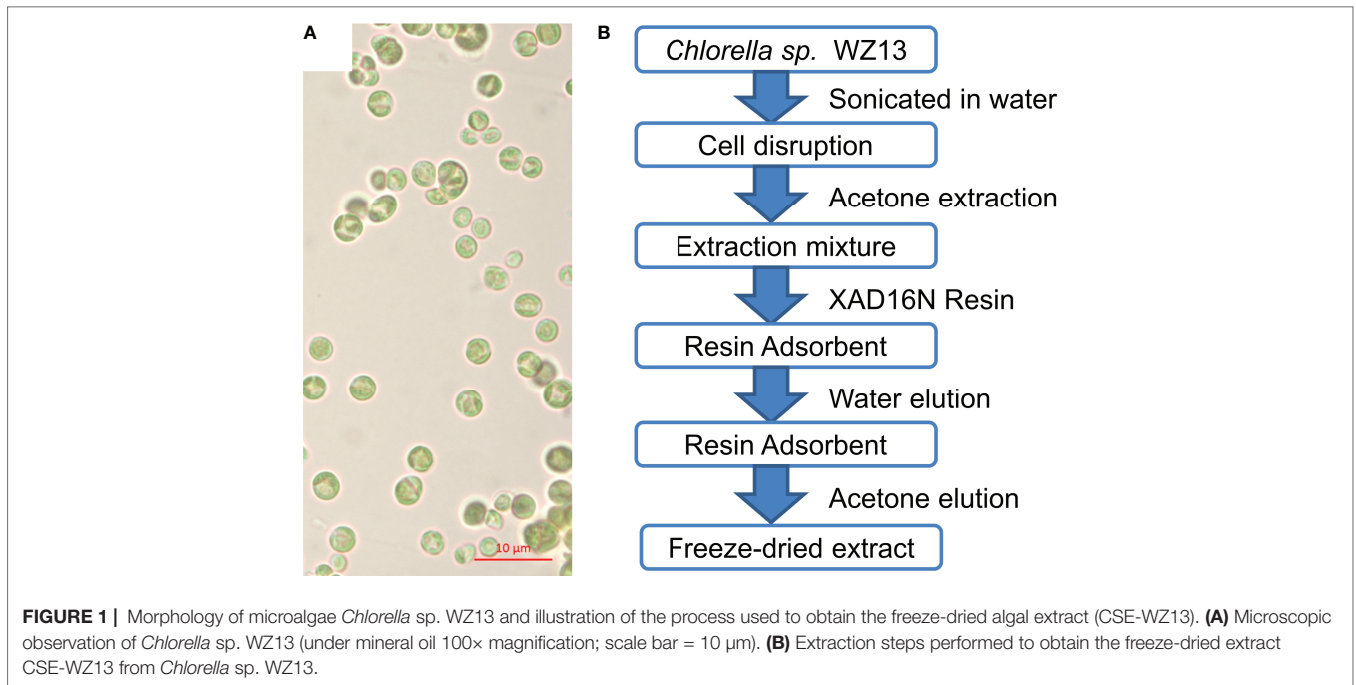 A
10 µm
B
Chlorella sp. WZ13
Sonicated in water
Cell disruption
Acetone extraction
Extraction mixture
XAD16N Resin
Resin Adsorbent
Water elution
Resin Adsorbent
Acetone elution
Freeze-dried extract
FIGURE 1 | Morphology of microalgae Chlorella sp. WZ13 and illustration of the process used to obtain the freeze-dried algal extract (CSE-WZ13). (A) Microscopic
observation of Chlorella sp. WZ13 (under mineral oil 100× magnification; scale bar = 10 µm). (B) Extraction steps performed to obtain the freeze-dried extract
CSE-WZ13 from Chlorella sp. WZ13.